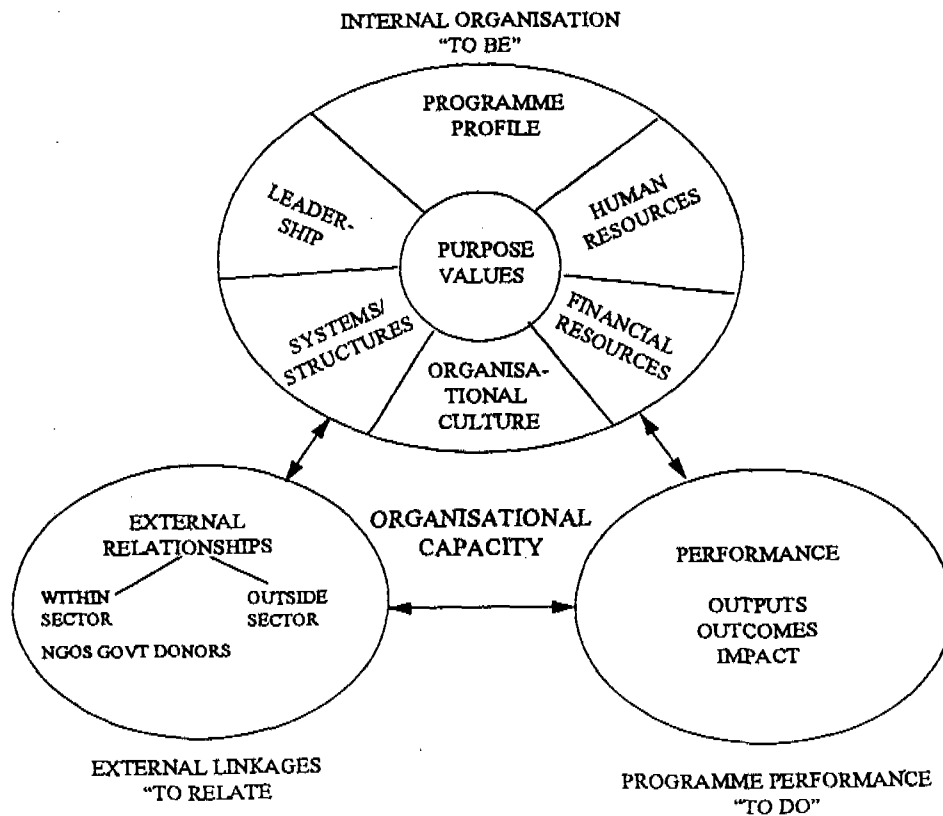 INTERNAL ORGANISATION
“TO BE”
PROGRAMME
PROFILE
LEADER-
SHIP
HUMAN
RESOURCES
PURPOSE
VALUES
SYSTEMS/
STRUCTURES
FINANCIAL
RESOURCES
ORGANISA-
TIONAL
CULTURE
ORGANISATIONAL
CAPACITY
EXTERNAL
RELATIONSHIPS
WITHIN
SECTOR
OUTSIDE
SECTOR
NGOS GOVT DONORS
PERFORMANCE
OUTPUTS
OUTCOMES
IMPACT
EXTERNAL LINKAGES
“TO RELATE
PROGRAMME PERFORMANCE
“TO DO”